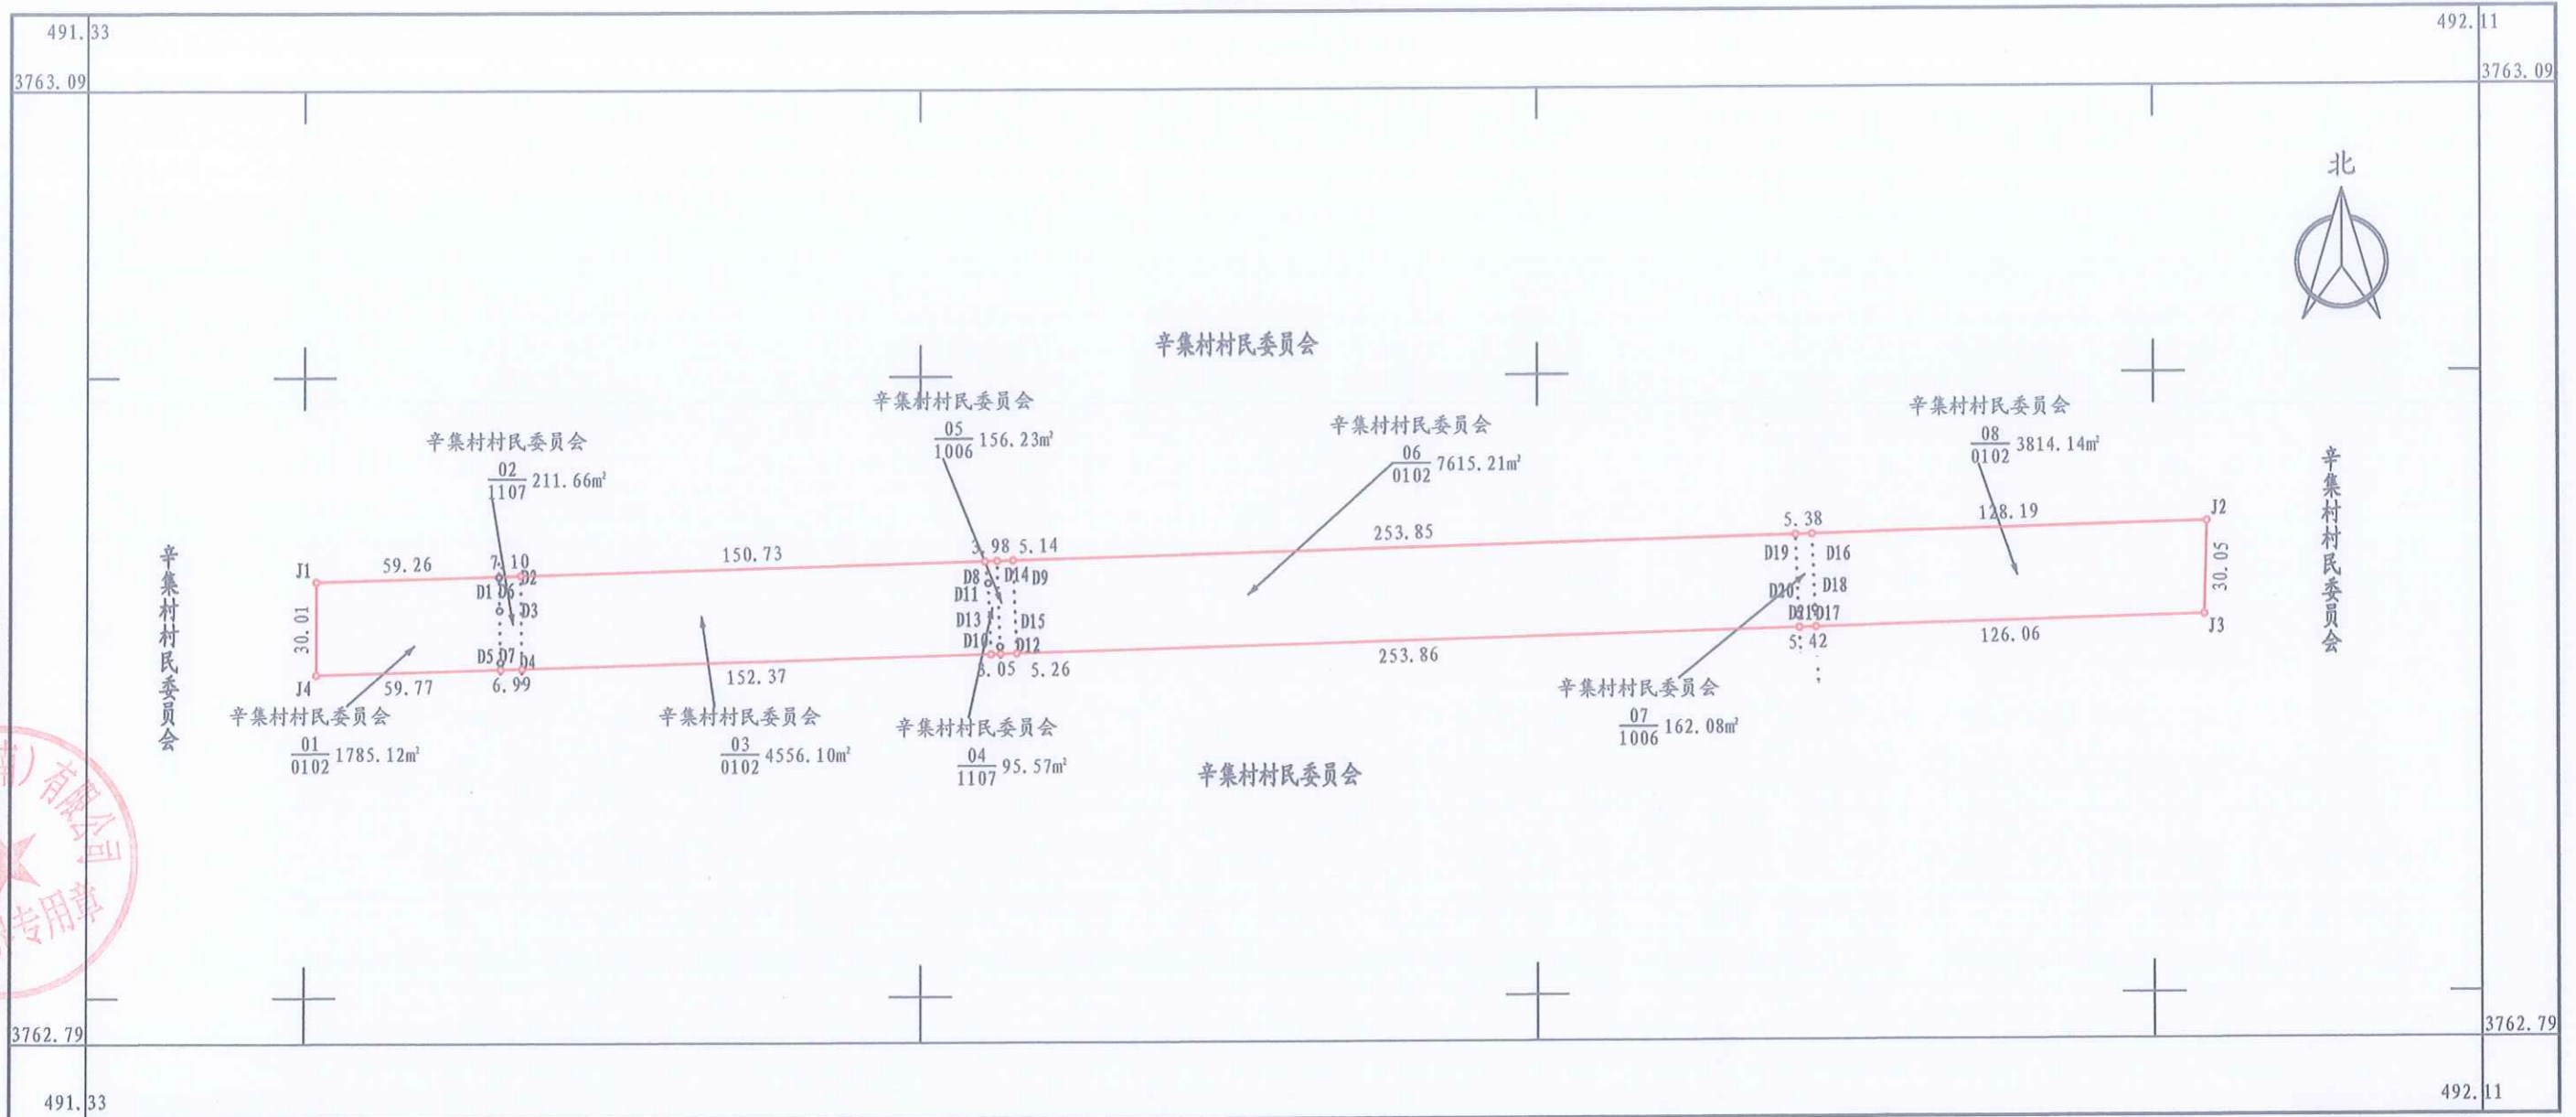 491.33
492.11
3763.09
3763.09
北
辛集村村民委员会
辛集村村民委员会
05
1006
156.23m²
辛集村村民委员会
02
1107
211.66m²
辛集村村民委员会
06
0102
7615.21m²
辛集村村民委员会
08
0102
3814.14m²
辛集村村民委员会
辛集村村民委员会
J1
59.26
7.10
150.73
3.98
5.14
253.85
5.38
128.19
J2
D1
D6
D2
D3
D8
D14
D9
D11
D13
D15
D10
D12
D19
D16
D20
D18
D21
D17
30.01
30.05
D5
D7
D4
J4
59.77
6.99
152.37
3.05
5.26
253.86
5.42
126.06
J3
辛集村村民委员会
01
0102
1785.12m²
辛集村村民委员会
03
0102
4556.10m²
辛集村村民委员会
04
1107
95.57m²
辛集村村民委员会
辛集村村民委员会
07
1006
162.08m²
有限公司
专用章
3762.79
3762.79
491.33
492.11